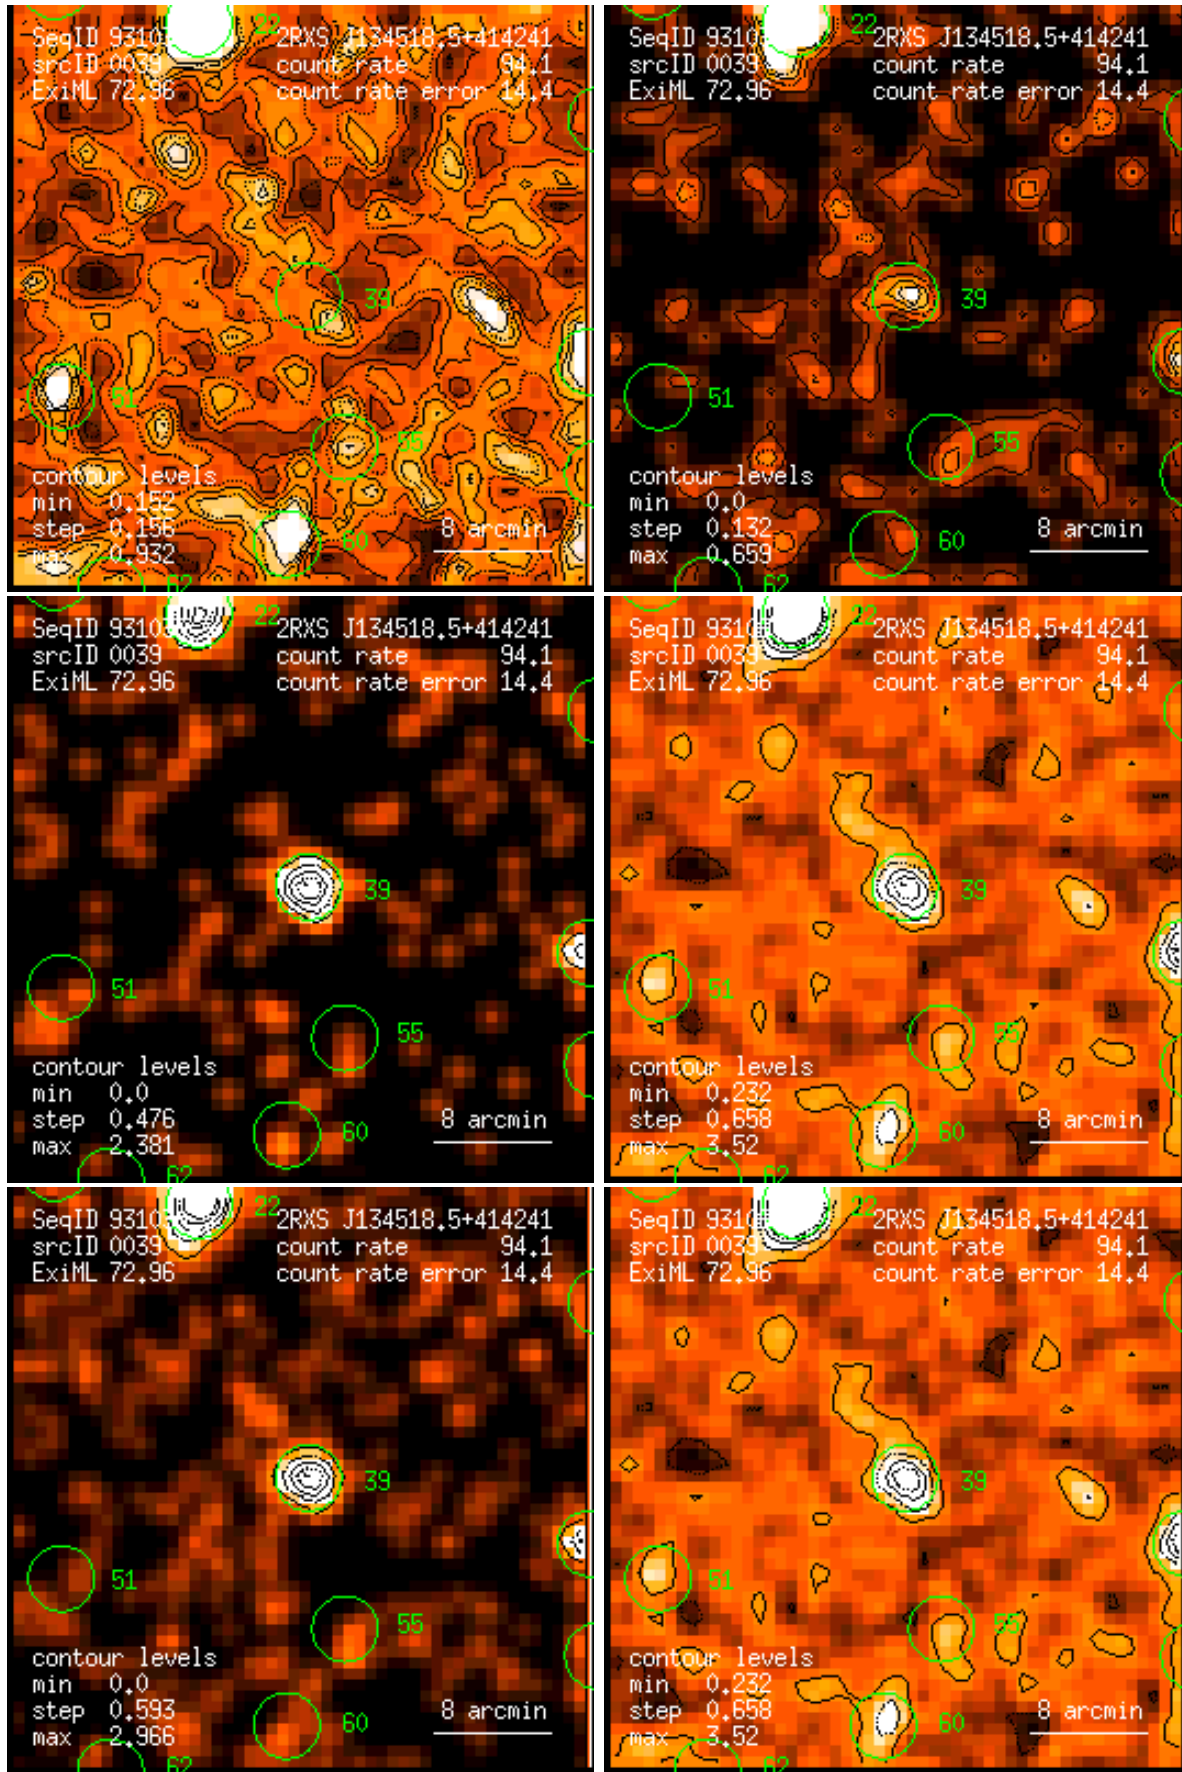 SeqID 9310 22 2RXS J134518.5+414241
srcID 0039 count rate 94.1
ExiML 72.96 count rate error 14.4
39
51
55
contour levels
min 0.152
step 0.156 8 arcmin
max 0.932 60
62
SeqID 9310 22 2RXS J134518.5+414241
srcID 0039 count rate 94.1
ExiML 72.96 count rate error 14.4
39
51
55
contour levels
min 0.0
step 0.132 8 arcmin
max 0.659 60
62
SeqID 9310 22 2RXS J134518.5+414241
srcID 0039 count rate 94.1
ExiML 72.96 count rate error 14.4
39
51
55
contour levels
min 0.0
step 0.476 8 arcmin
max 2.381 60
62
SeqID 9310 22 2RXS J134518.5+414241
srcID 0039 count rate 94.1
ExiML 72.96 count rate error 14.4
39
51
55
contour levels
min 0.232
step 0.658 8 arcmin
max 3.52 60
62
SeqID 9310 22 2RXS J134518.5+414241
srcID 0039 count rate 94.1
ExiML 72.96 count rate error 14.4
39
51
55
contour levels
min 0.0
step 0.593 8 arcmin
max 2.966 60
62
SeqID 9310 22 2RXS J134518.5+414241
srcID 0039 count rate 94.1
ExiML 72.96 count rate error 14.4
39
51
55
contour levels
min 0.232
step 0.658 8 arcmin
max 3.52 60
62